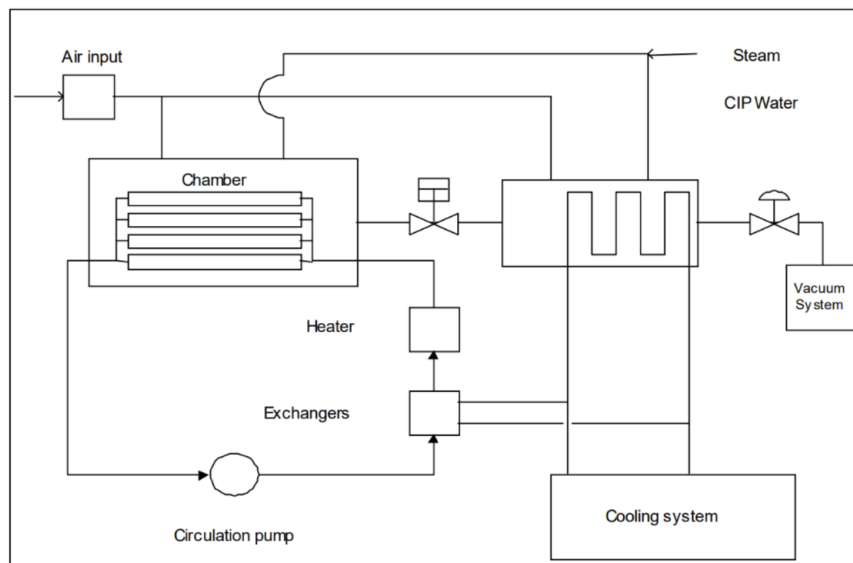 Air input
Steam
CIP Water
Chamber
Vacuum
System
Heater
Exchangers
Cooling system
Circulation pump